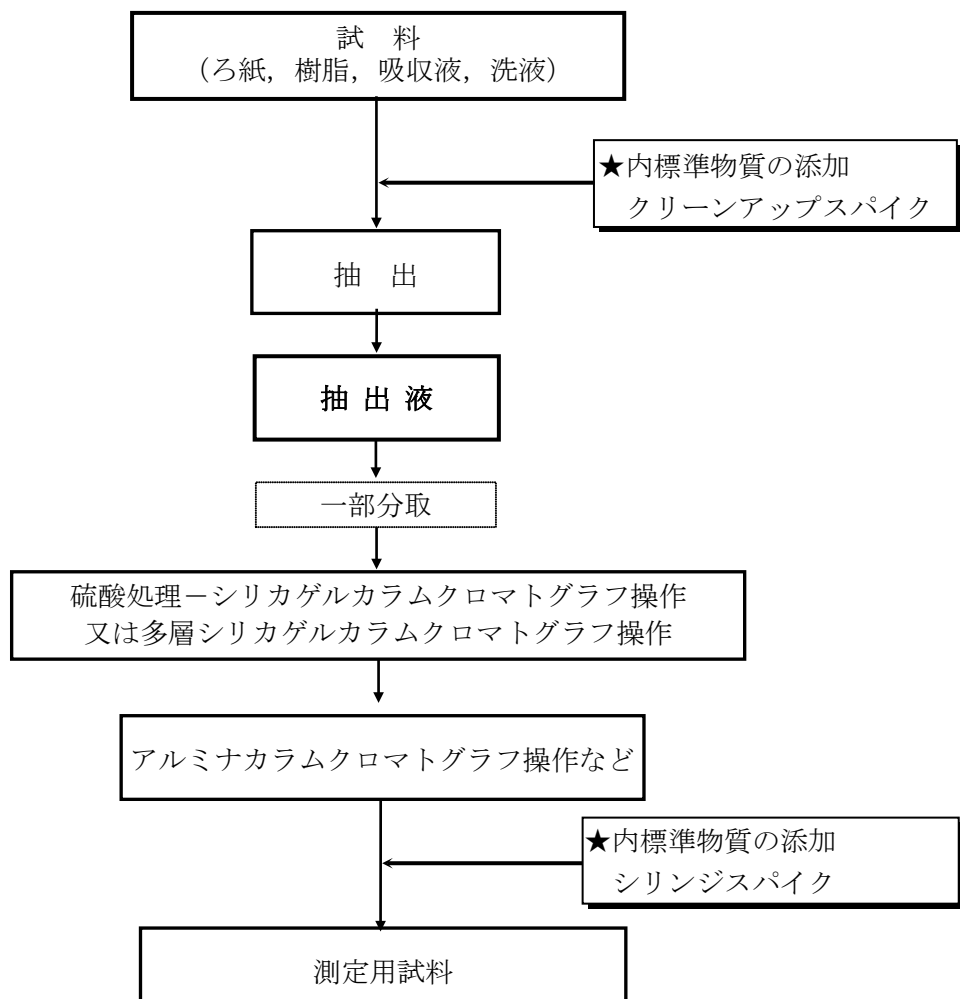 試　料
（ろ紙，樹脂，吸収液，洗液）
★内標準物質の添加
クリーンアップスパイク
抽　出
抽 出 液
一部分取
硫酸処理－シリカゲルカラムクロマトグラフ操作
又は多層シリカゲルカラムクロマトグラフ操作
アルミナカラムクロマトグラフ操作など
★内標準物質の添加
シリンジスパイク
測定用試料